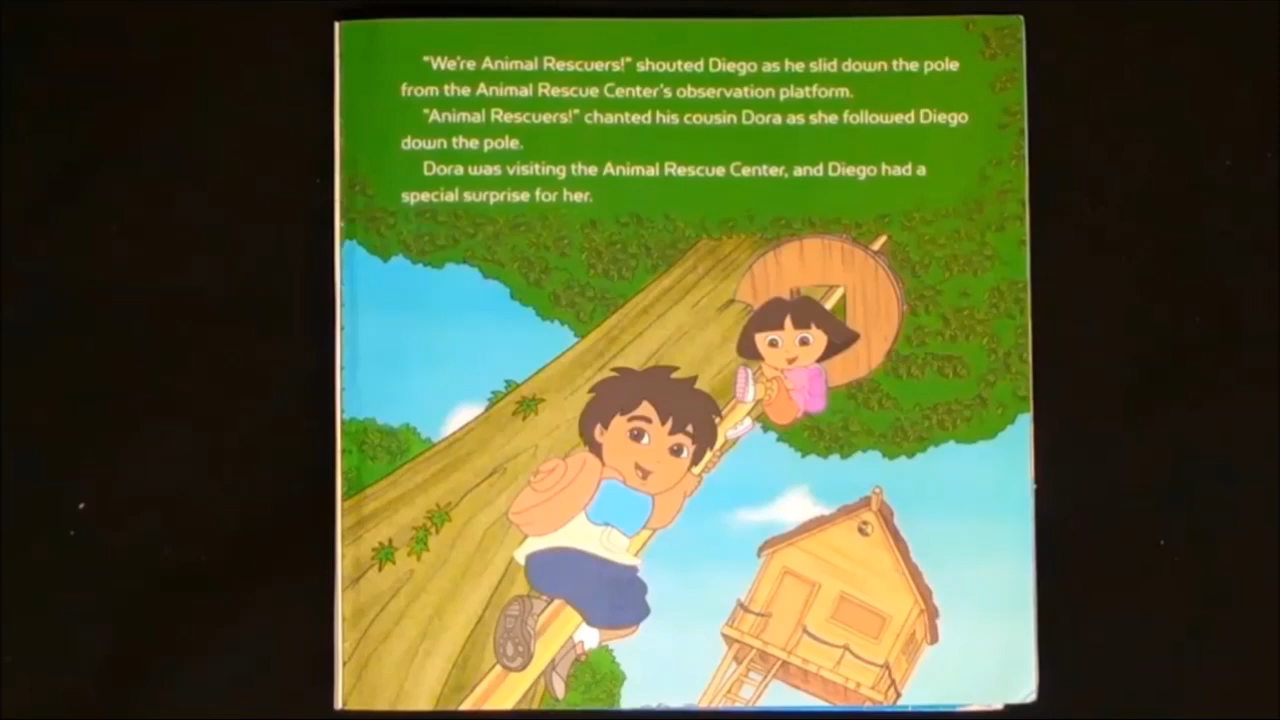 "We're Animal Rescuers!" shouted Diego as he slid down the pole
from the Animal Rescue Center's observation platform.
"Animal Rescuers!" chanted his cousin Dora as she followed Diego
down the pole.
Dora was visiting the Animal Rescue Center, and Diego had a
special surprise for her.